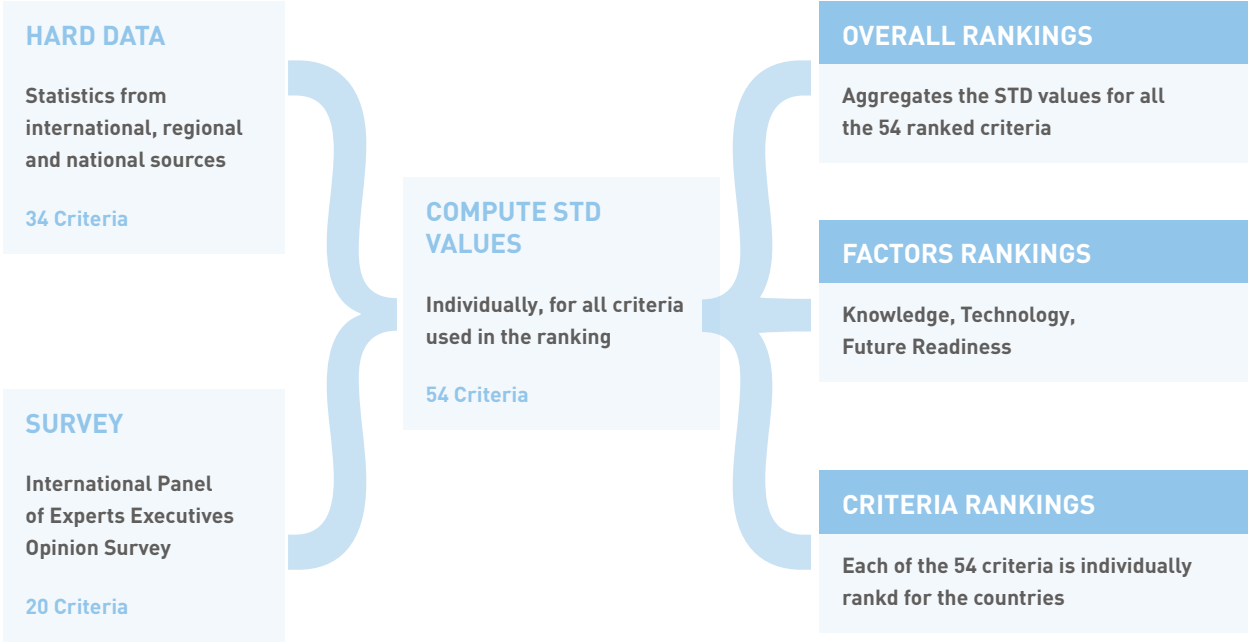 HARD DATA
Statistics from
international, regional
and national sources
34 Criteria
SURVEY
International Panel
of Experts Executives
Opinion Survey
20 Criteria
COMPUTE STD
VALUES
Individually, for all criteria
used in the ranking
54 Criteria
OVERALL RANKINGS
Aggregates the STD values for all
the 54 ranked criteria
FACTORS RANKINGS
Knowledge, Technology,
Future Readiness
CRITERIA RANKINGS
Each of the 54 criteria is individually
rankd for the countries